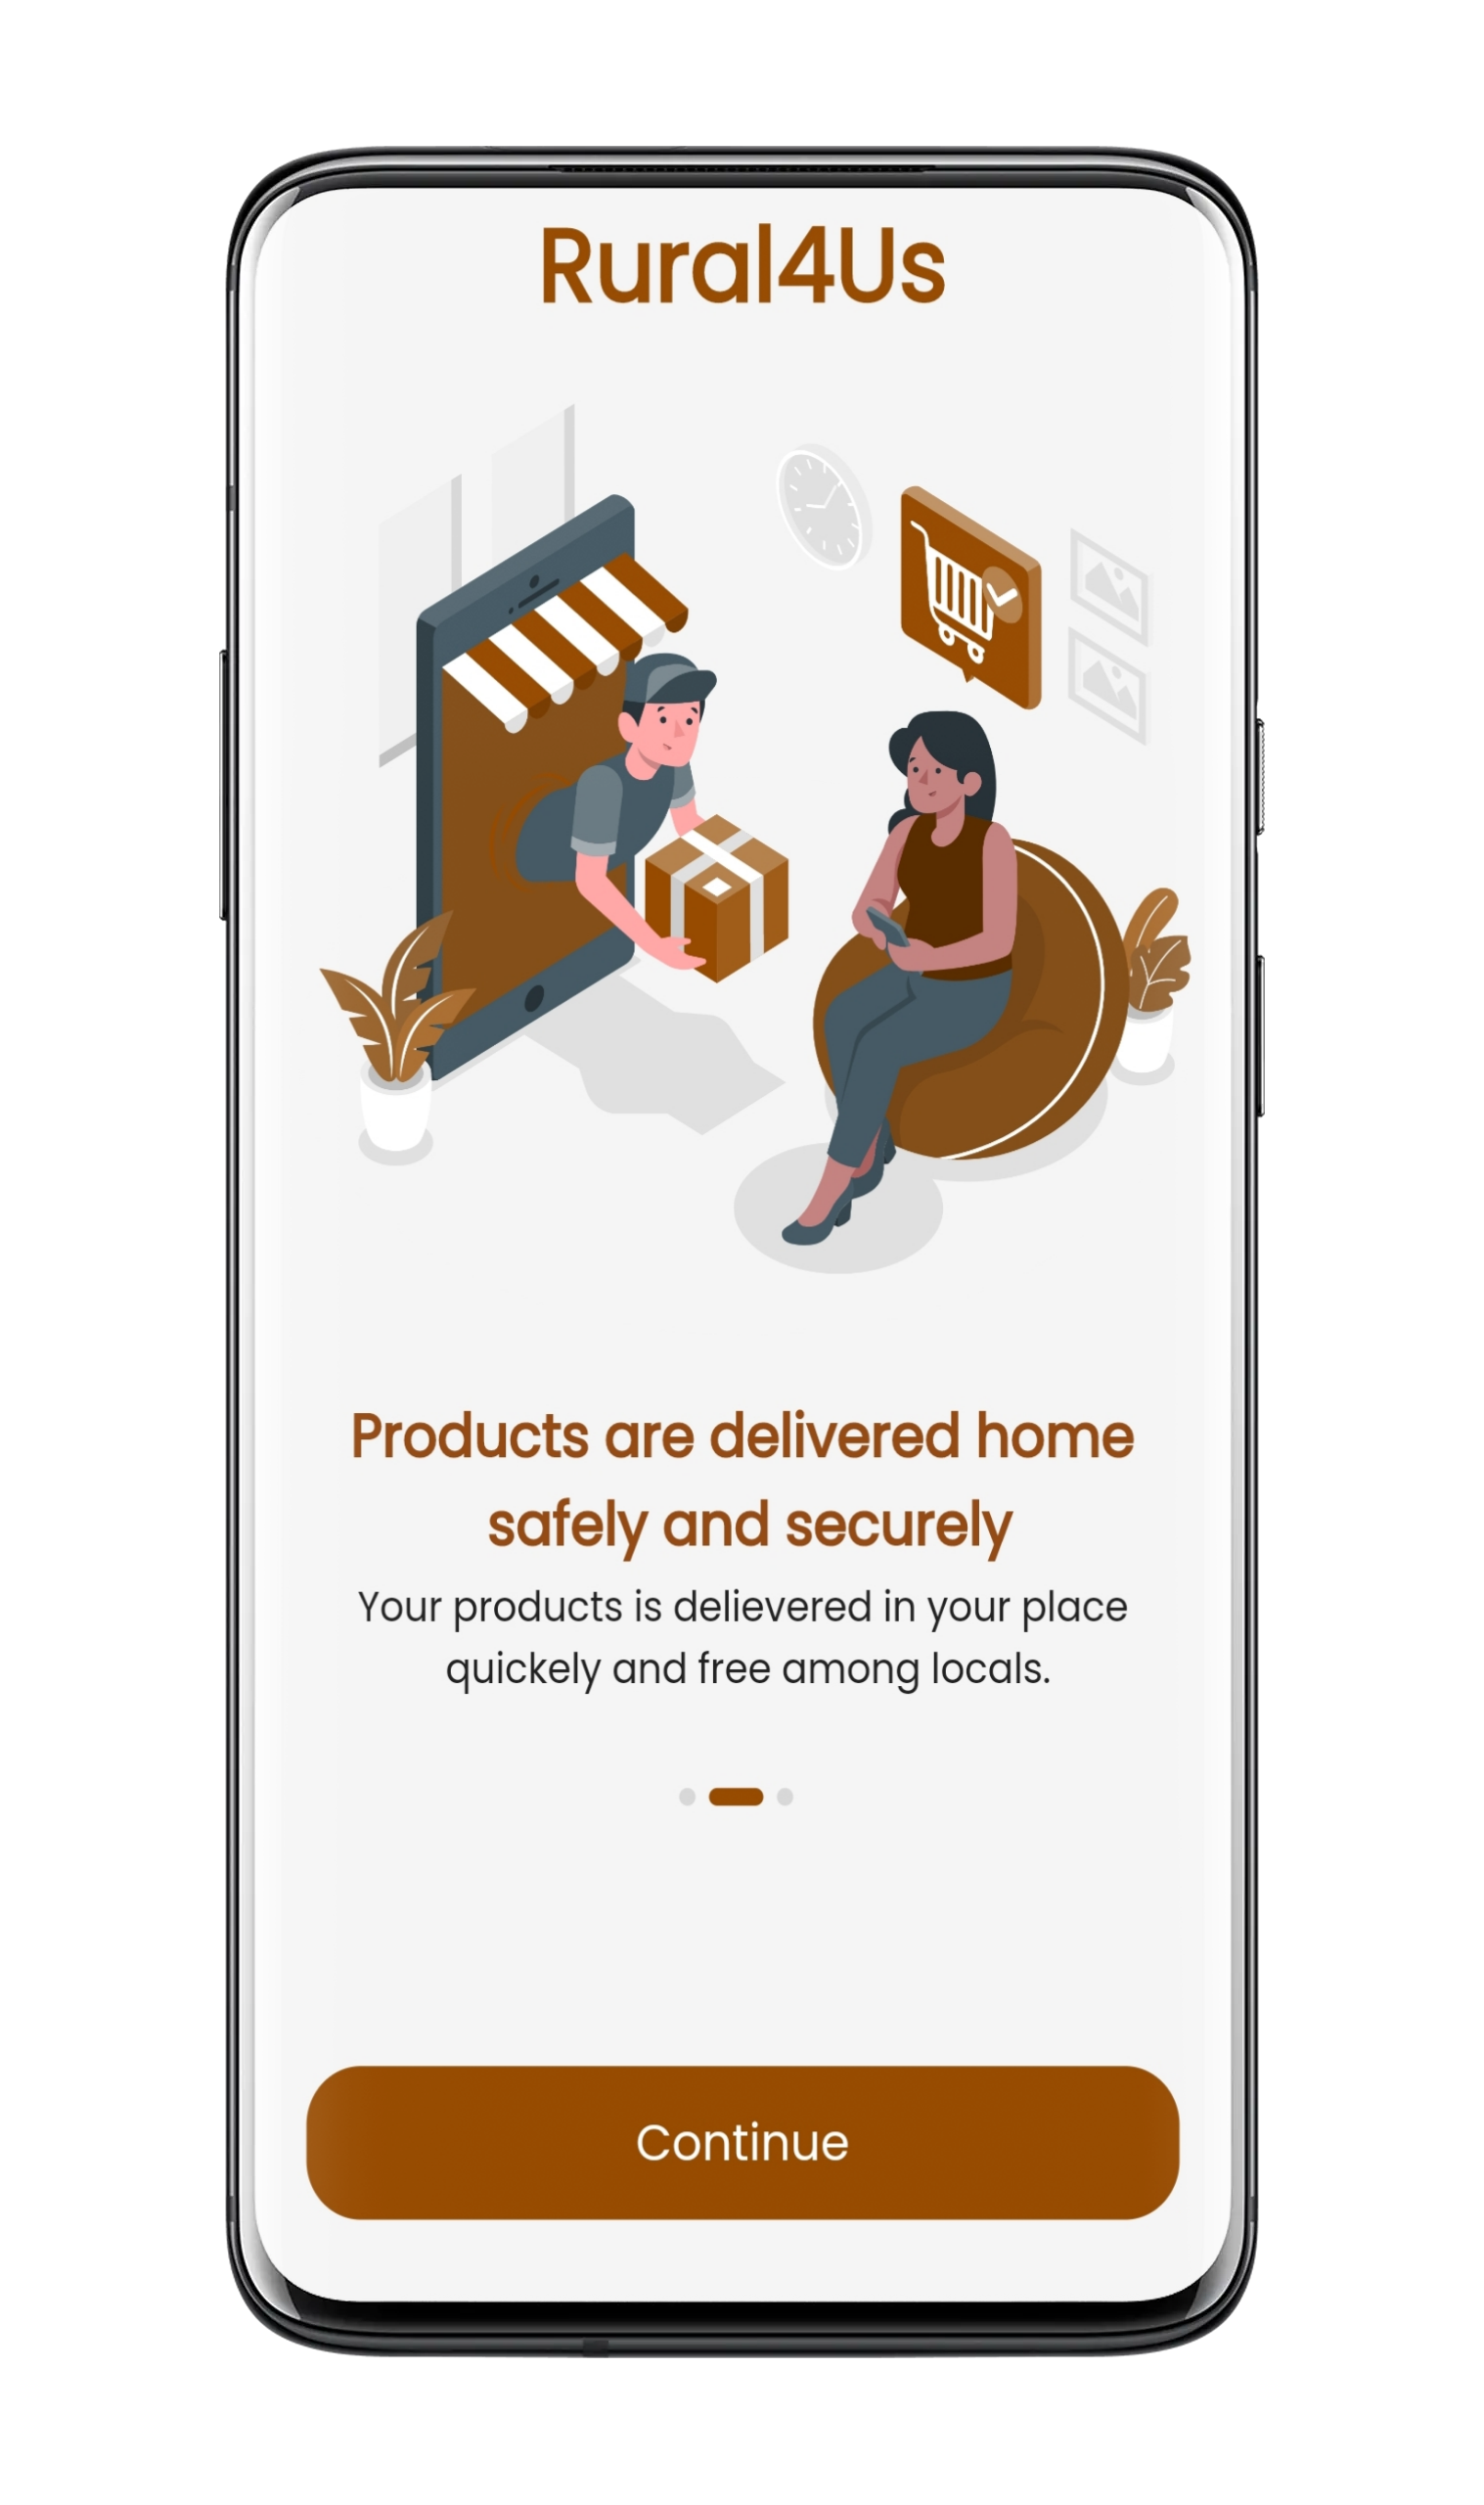 Rural4Us
Products are delivered home
safely and securely
Your products is delievered in your place
quickely and free among locals.
Continue